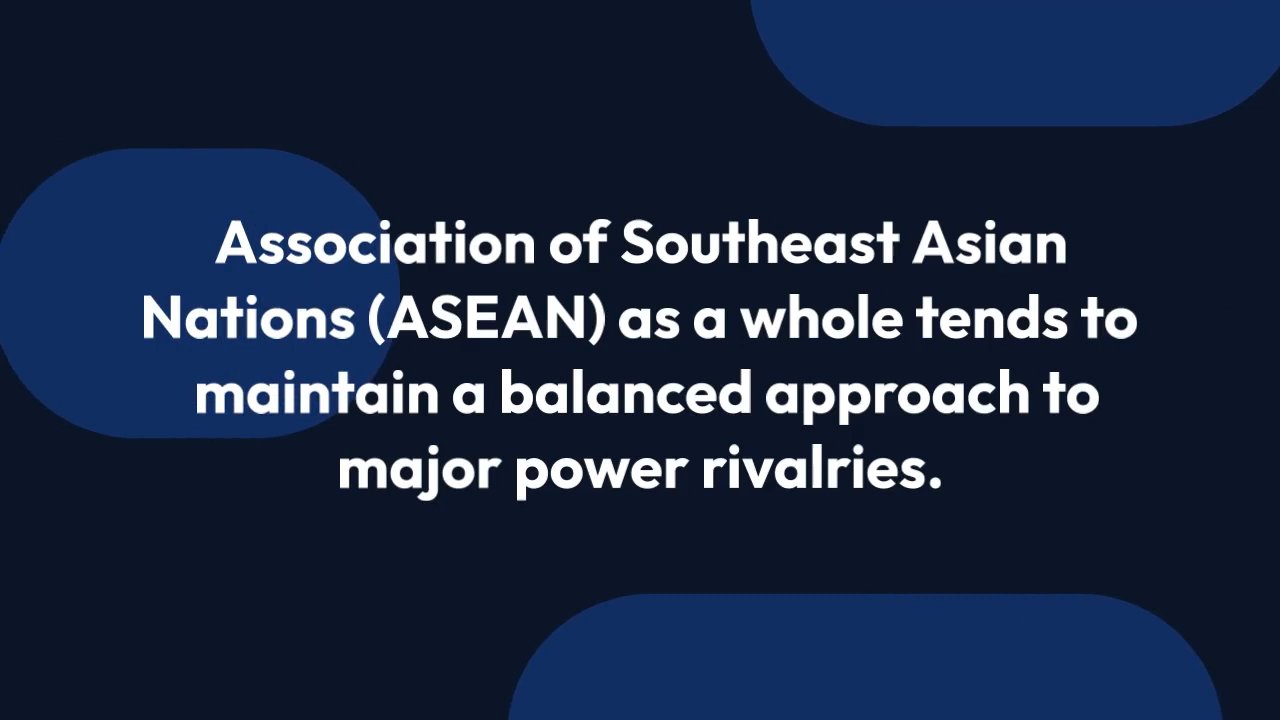 Association of Southeast Asian
Nations (ASEAN) as a whole tends to
maintain a balanced approach to
major power rivalries.